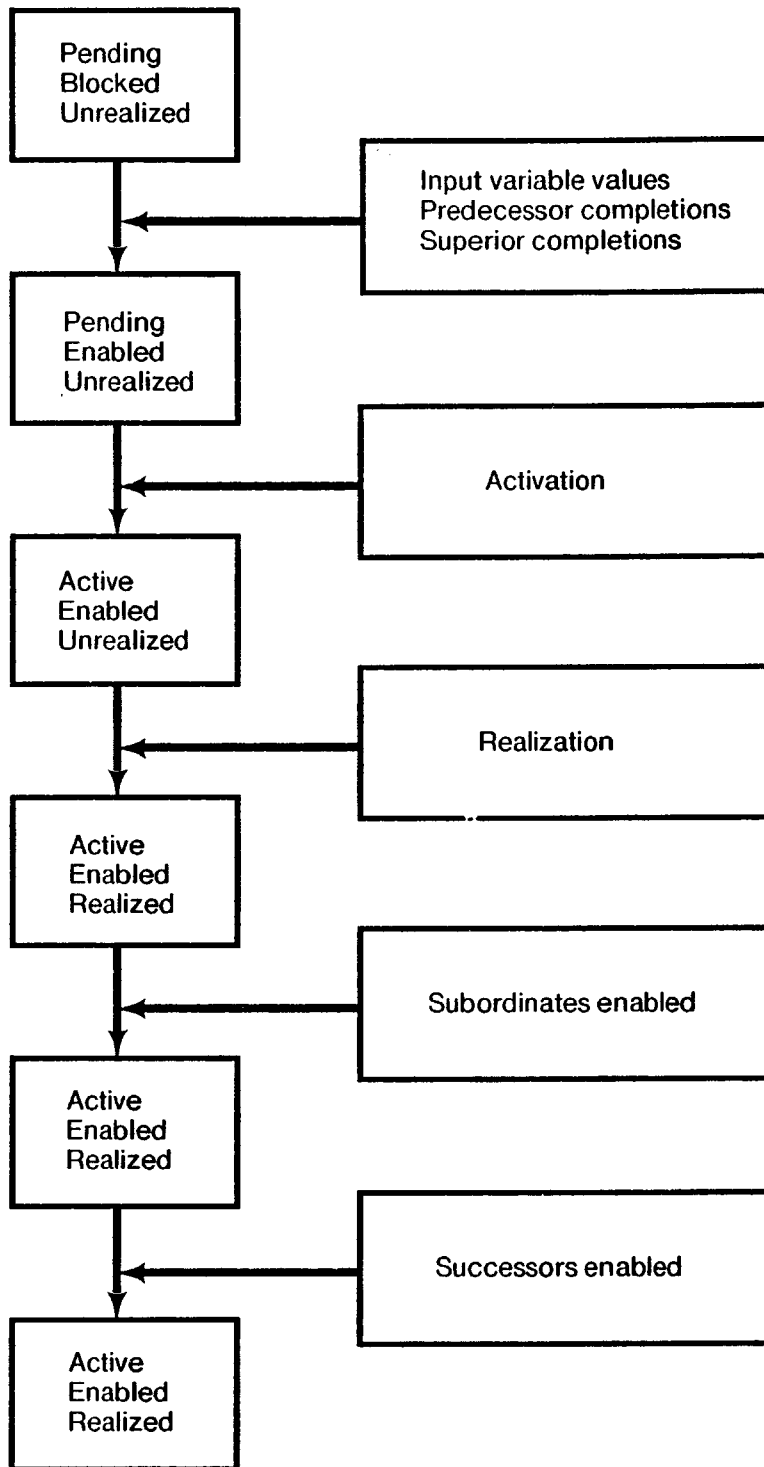 Pending
Blocked
Unrealized
Input variable values
Predecessor completions
Superior completions
Pending
Enabled
Unrealized
Activation
Active
Enabled
Unrealized
Realization
Active
Enabled
Realized
Subordinates enabled
Active
Enabled
Realized
Successors enabled
Active
Enabled
Realized